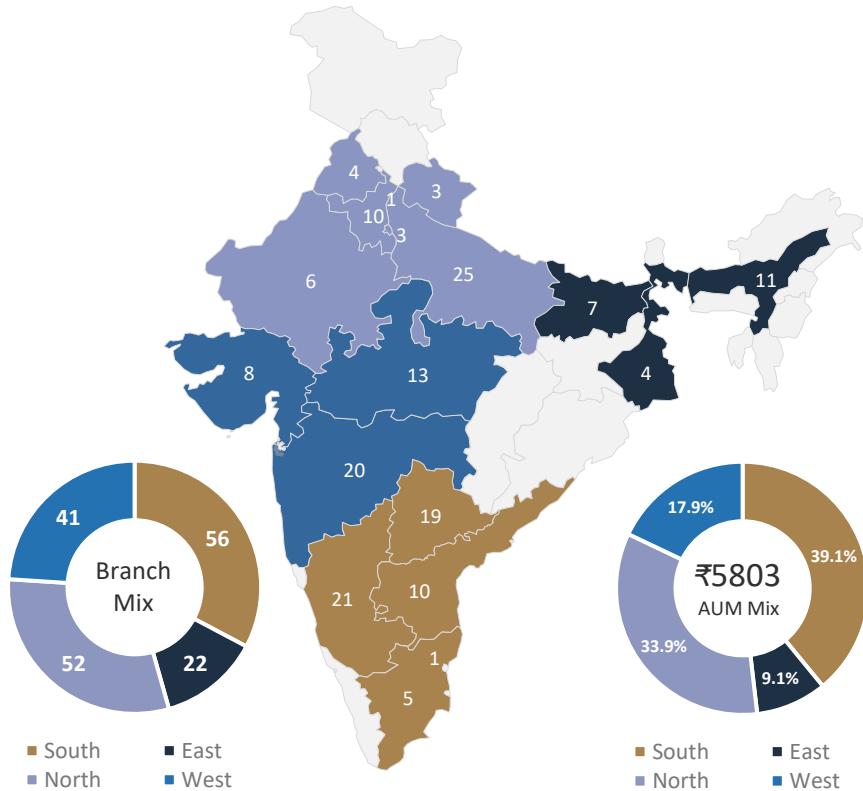 4
1
3
10
3
6
25
11
7
8
13
4
20
19
21
10
1
5
41
56
Branch
Mix
52
22
South
East
North
West
17.9%
39.1%
₹5803
AUM Mix
33.9%
9.1%
South
East
North
West